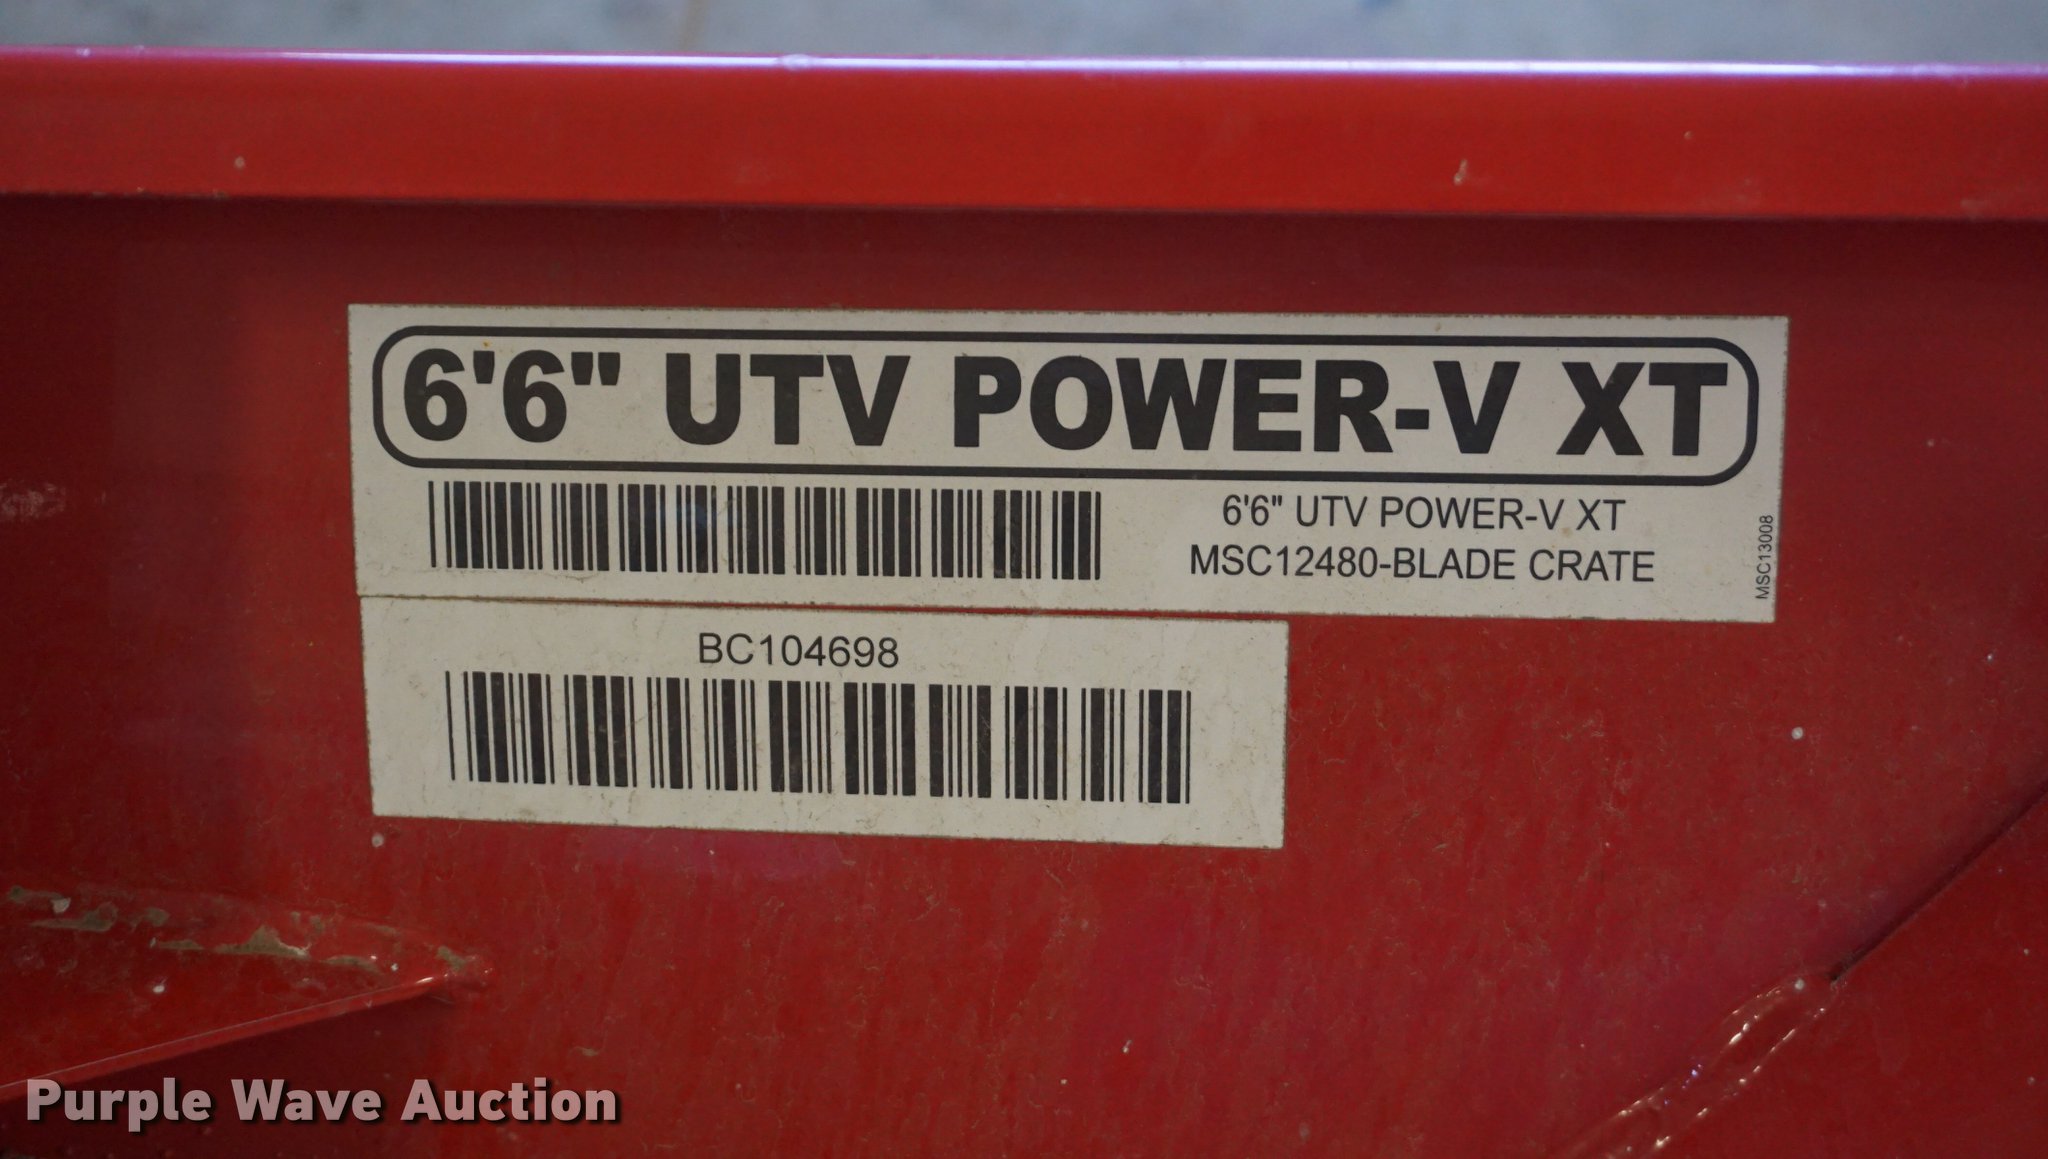 6'6" UTV POWER-V XT
6'6" UTV POWER-V XT
MSC12480-BLADE CRATE
MSC13008
BC104698
Purple Wave Auction